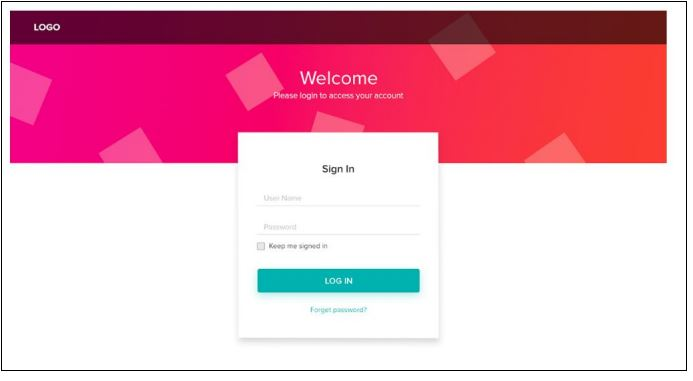 LOGO
Welcome
Please login to access your account
Sign In
User Name
Password
Keep me signed in
LOG IN
Forget password?